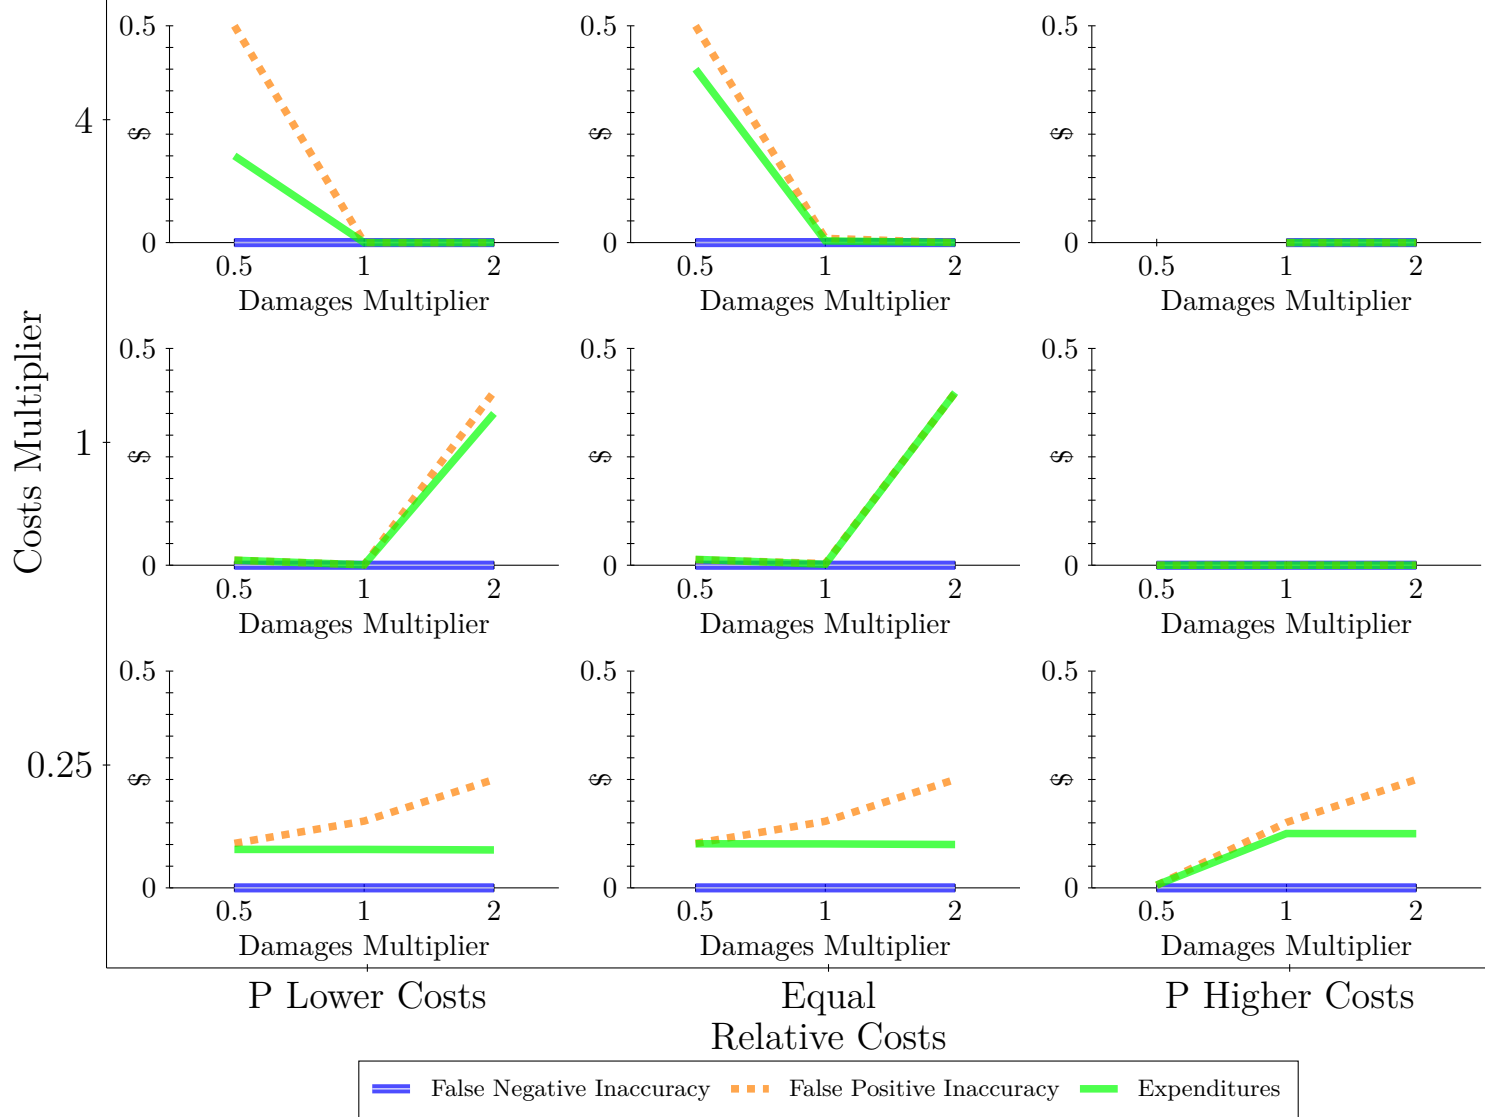 0.5 0.5 0.5
4 $ $ $
0 0 0
0.5 1 2 0.5 1 2 0.5 1 2
Damages Multiplier Damages Multiplier Damages Multiplier
Costs Multiplier
0.5 0.5 0.5
1 $ $ $
0 0 0
0.5 1 2 0.5 1 2 0.5 1 2
Damages Multiplier Damages Multiplier Damages Multiplier
0.5 0.5 0.5
0.25 $ $ $
0 0 0
0.5 1 2 0.5 1 2 0.5 1 2
Damages Multiplier Damages Multiplier Damages Multiplier
P Lower Costs Equal P Higher Costs
Relative Costs
False Negative Inaccuracy False Positive Inaccuracy Expenditures